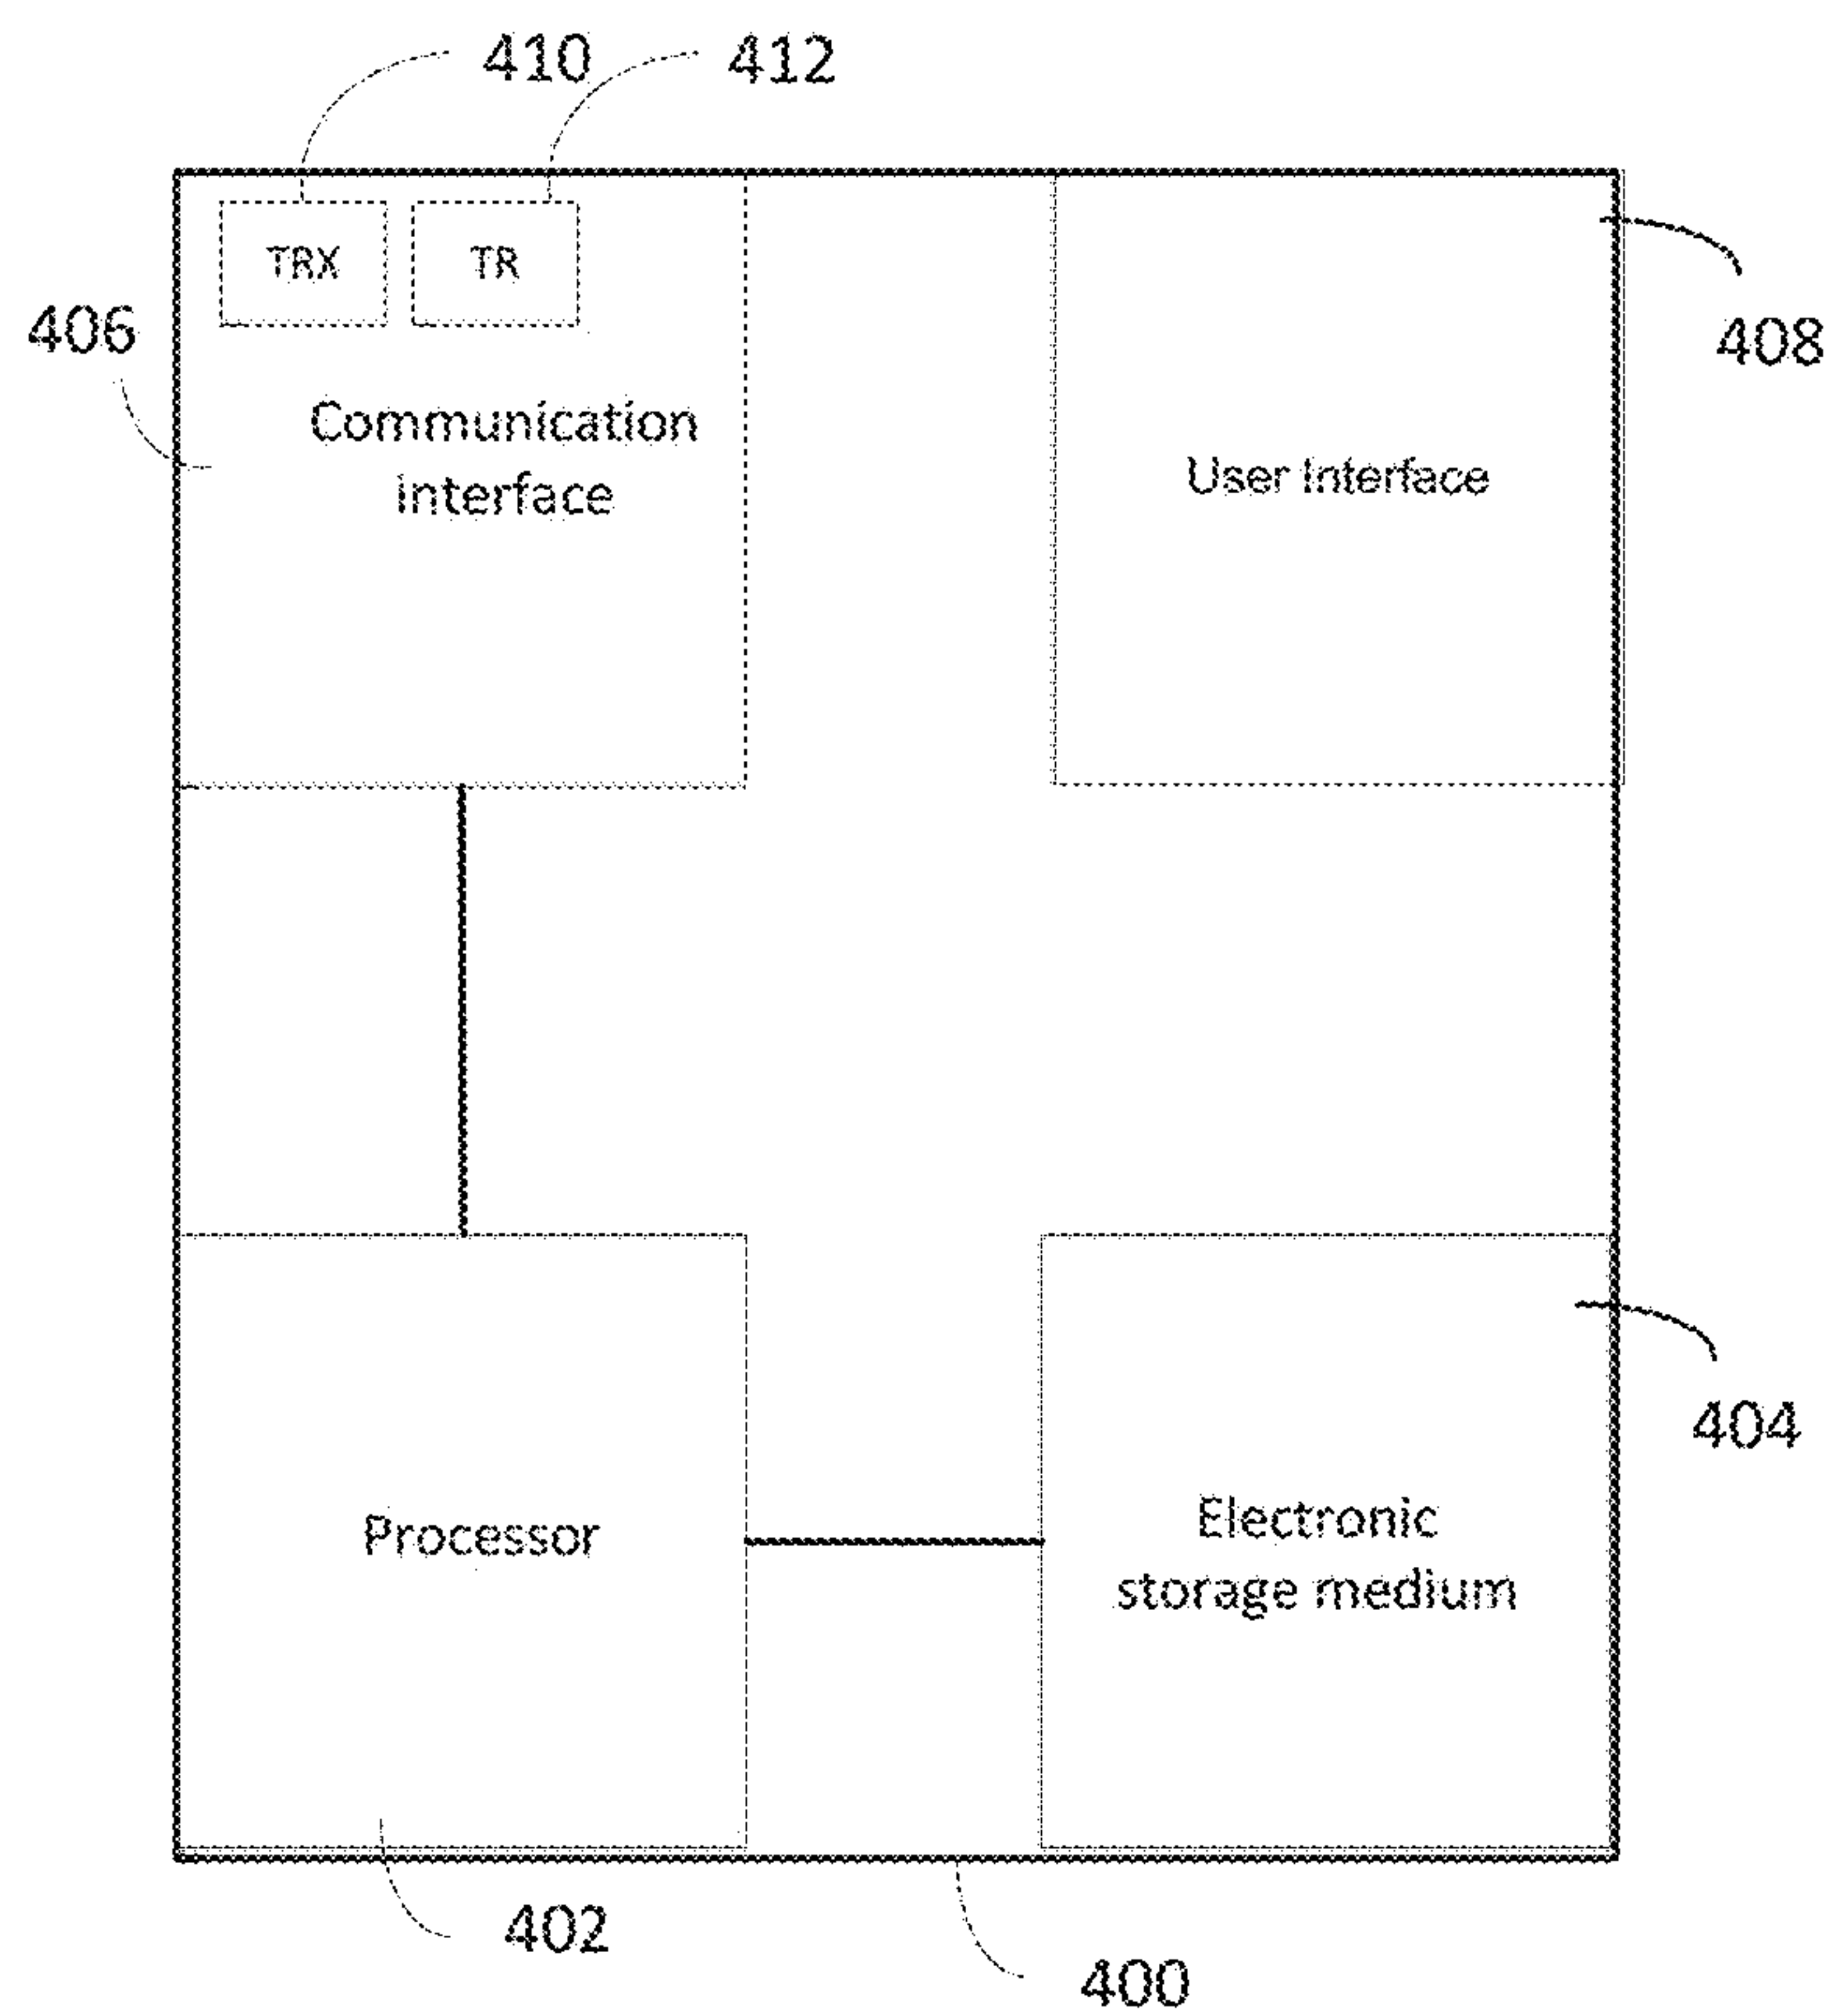 410 412
TRX TR
406
408
Communication
Interface
User Interface
404
Processor
Electronic
storage medium
402
400